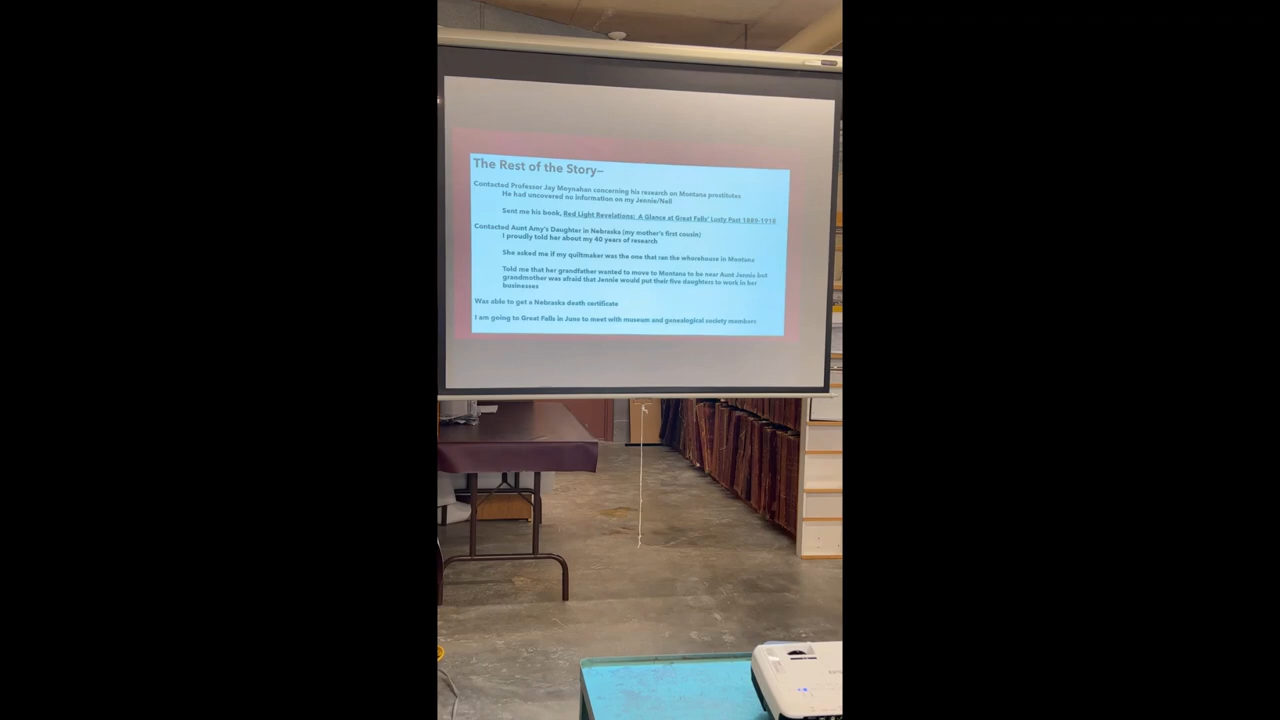 The Rest of the Story—
Contacted Professor Jay Moynahan concerning his research on Montana prostitutes
He had uncovered no information on my Jennie/Nell
Sent me his book, Red Light Revelations: A Glance at Great Falls' Lusty Past 1889-1918
Contacted Aunt Amy's Daughter in Nebraska (my mother's first cousin)
I proudly told her about my 40 years of research
She asked me if my quiltmaker was the one that ran the whorehouse in Montana
Told me that her grandfather wanted to move to Montana to be near Aunt Jennie but
grandmother was afraid that Jennie would put their five daughters to work in her
businesses
Was able to get a Nebraska death certificate
I am going to Great Falls in June to meet with museum and genealogical society members